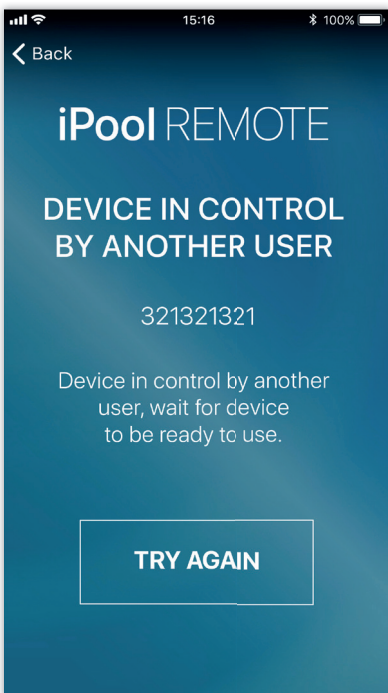 15:16
100%
Back
iPool REMOTE
DEVICE IN CONTROL
BY ANOTHER USER
321321321
Device in control by another
user, wait for device
to be ready to use.
TRY AGAIN